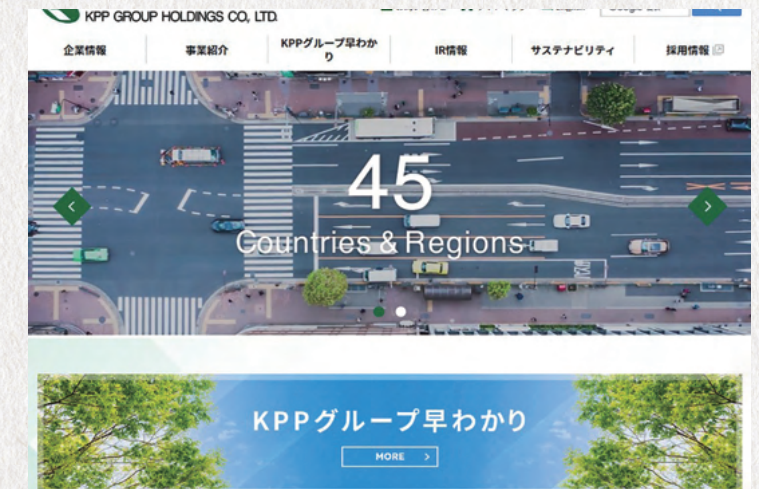 KPP GROUP HOLDINGS CO., LTD.
企業情報
事業紹介
KPPグループ早わか
り
IR情報
サステナビリティ
採用情報
45
Countries & Regions
KPPグループ早わかり
MORE